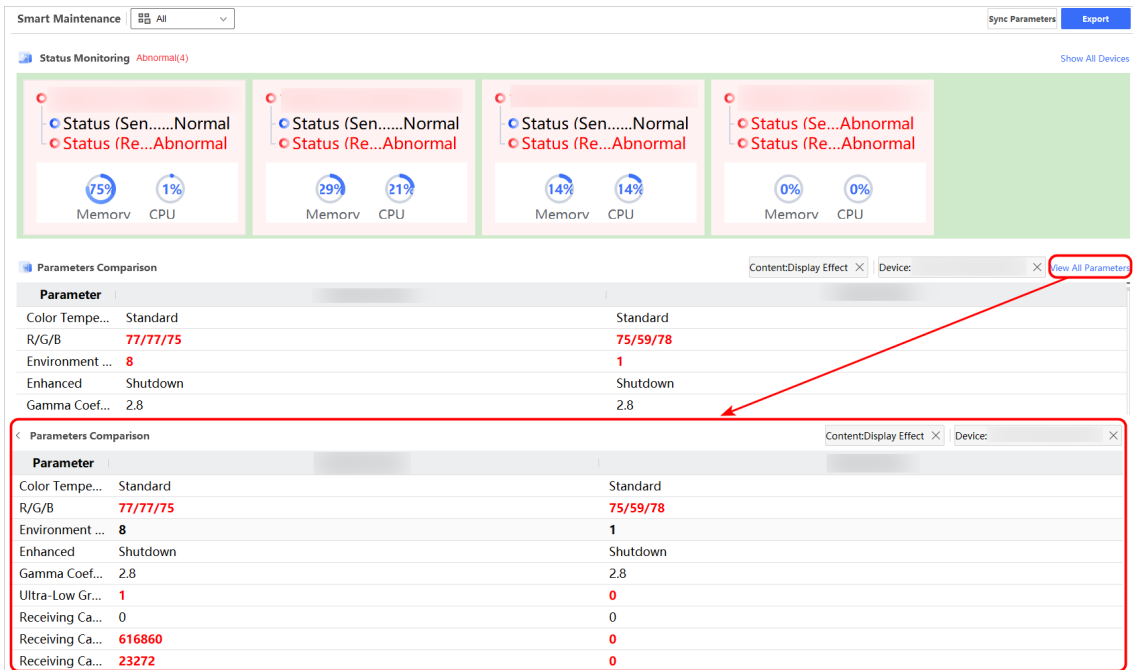 Smart Maintenance All Sync Parameters Export
Status Monitoring Abnormal(4) Show All Devices
Status (Sen......Normal Status (Sen......Normal Status (Sen......Normal Status (Se...Abnormal
Status (Re...Abnormal Status (Re...Abnormal Status (Re...Abnormal Status (Re...Abnormal
75% 1% 29% 21% 14% 14% 0% 0%
Memory CPU Memory CPU Memory CPU Memory CPU
Parameters Comparison Content:Display Effect Device: View All Parameters
Parameter
Color Tempe... Standard Standard
R/G/B 77/77/75 75/59/78
Environment ... 8 1
Enhanced Shutdown Shutdown
Gamma Coef... 2.8 2.8
Parameters Comparison Content:Display Effect Device:
Parameter
Color Tempe... Standard Standard
R/G/B 77/77/75 75/59/78
Environment ... 8 1
Enhanced Shutdown Shutdown
Gamma Coef... 2.8 2.8
Ultra-Low Gr... 1 0
Receiving Ca... 0 0
Receiving Ca... 616860 0
Receiving Ca... 23272 0